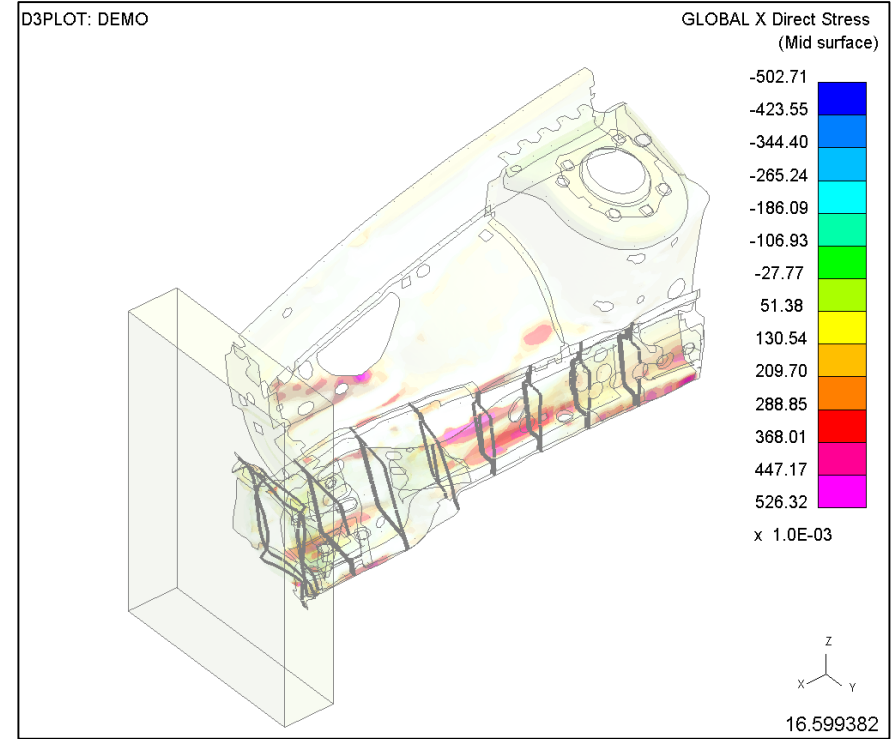 D3PLOT: DEMO
GLOBAL X Direct Stress
(Mid surface)
-502.71
-423.55
-344.40
-265.24
-186.09
-106.93
-27.77
51.38
130.54
209.70
288.85
368.01
447.17
526.32
x 1.0E-03
Z
X
Y
16.599382